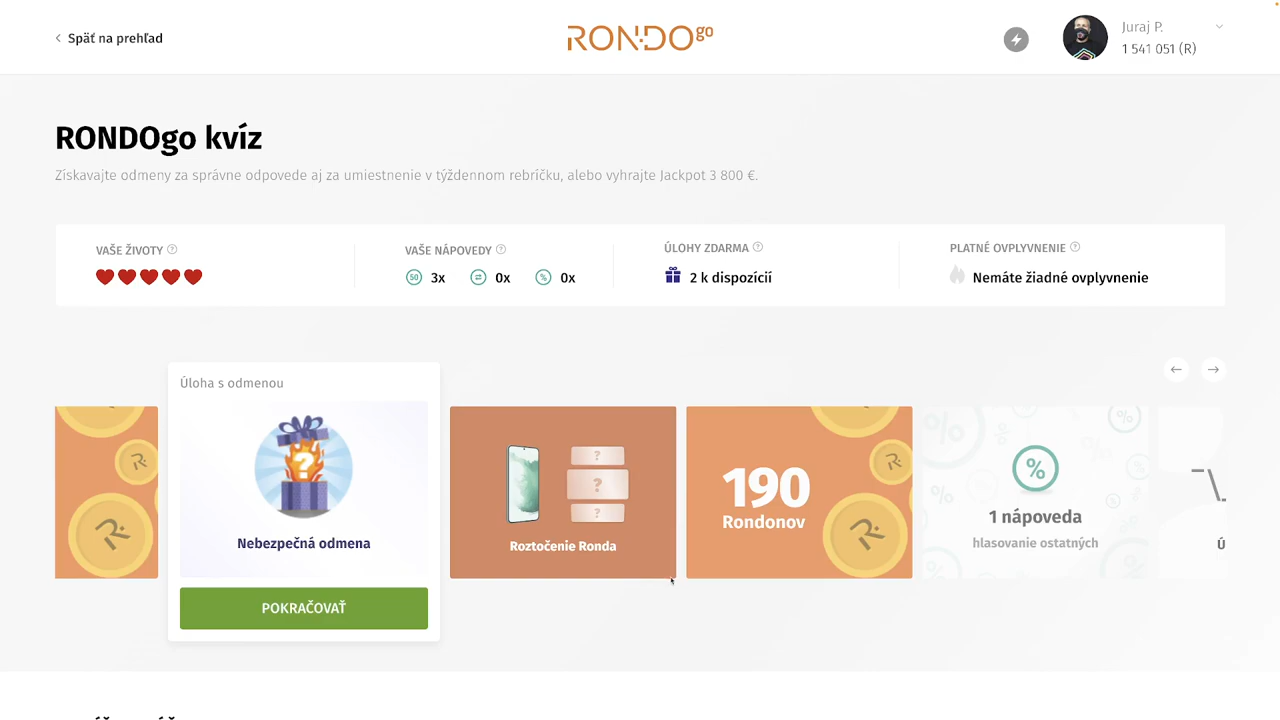 Späť na prehľad
RONDOgo
Juraj P.
1 541 051 (R)
RONDOgo kvíz
Získavajte odmeny za správne odpovede aj za umiestnenie v týždennom rebríčku, alebo vyhrajte Jackpot 3 800 €.
VAŠE ŽIVOTY ?
VAŠE NÁPOVEDY ?
50 3x 0x % 0x
ÚLOHY ZDARMA ?
2 k dispozícií
PLATNÉ OVPLYVNENIE ?
Nemáte žiadné ovplyvnenie
Úloha s odmenou
?
Nebezpečná odmena
POKRAČOVAŤ
?
?
?
Roztočenie Ronda
190
Rondonov
%
1 nápoveda
hlasovanie ostatných
¯\_
Ú